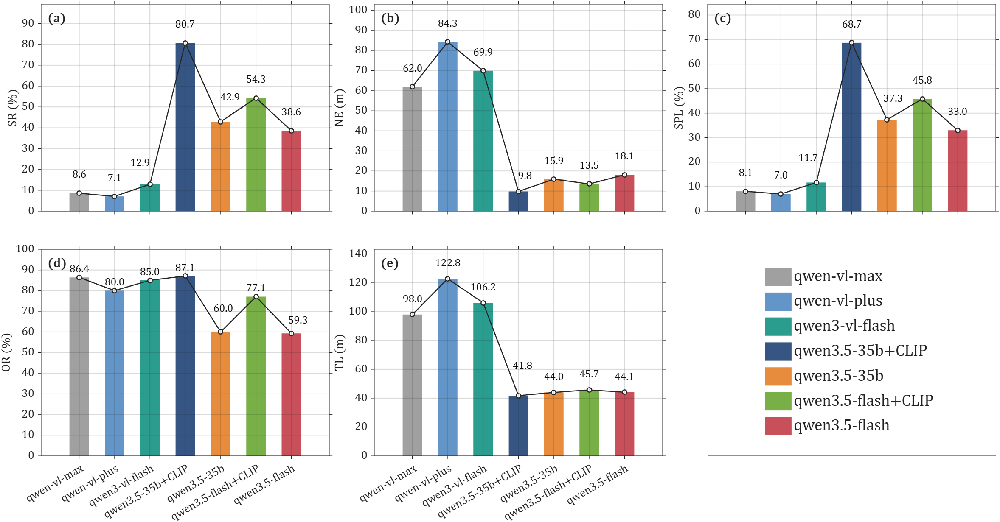 (a)
SR (%)
90
80
70
60
50
40
30
20
10
0
8.6
7.1
12.9
80.7
42.9
54.3
38.6
(b)
NE (m)
100
90
80
70
60
50
40
30
20
10
0
62.0
84.3
69.9
9.8
15.9
13.5
18.1
(c)
SPL (%)
80
70
60
50
40
30
20
10
0
8.1
7.0
11.7
68.7
37.3
45.8
33.0
(d)
OR (%)
100
90
80
70
60
50
40
30
20
10
0
86.4
80.0
85.0
87.1
60.0
77.1
59.3
qwen-vl-max
qwen-vl-plus
qwen3-vl-flash
qwen3.5-35b+CLIP
qwen3.5-35b
qwen3.5-flash+CLIP
qwen3.5-flash
(e)
TL (m)
140
120
100
80
60
40
20
0
98.0
122.8
106.2
41.8
44.0
45.7
44.1
qwen-vl-max
qwen-vl-plus
qwen3-vl-flash
qwen3.5-35b+CLIP
qwen3.5-35b
qwen3.5-flash+CLIP
qwen3.5-flash
qwen-vl-max
qwen-vl-plus
qwen3-vl-flash
qwen3.5-35b+CLIP
qwen3.5-35b
qwen3.5-flash+CLIP
qwen3.5-flash